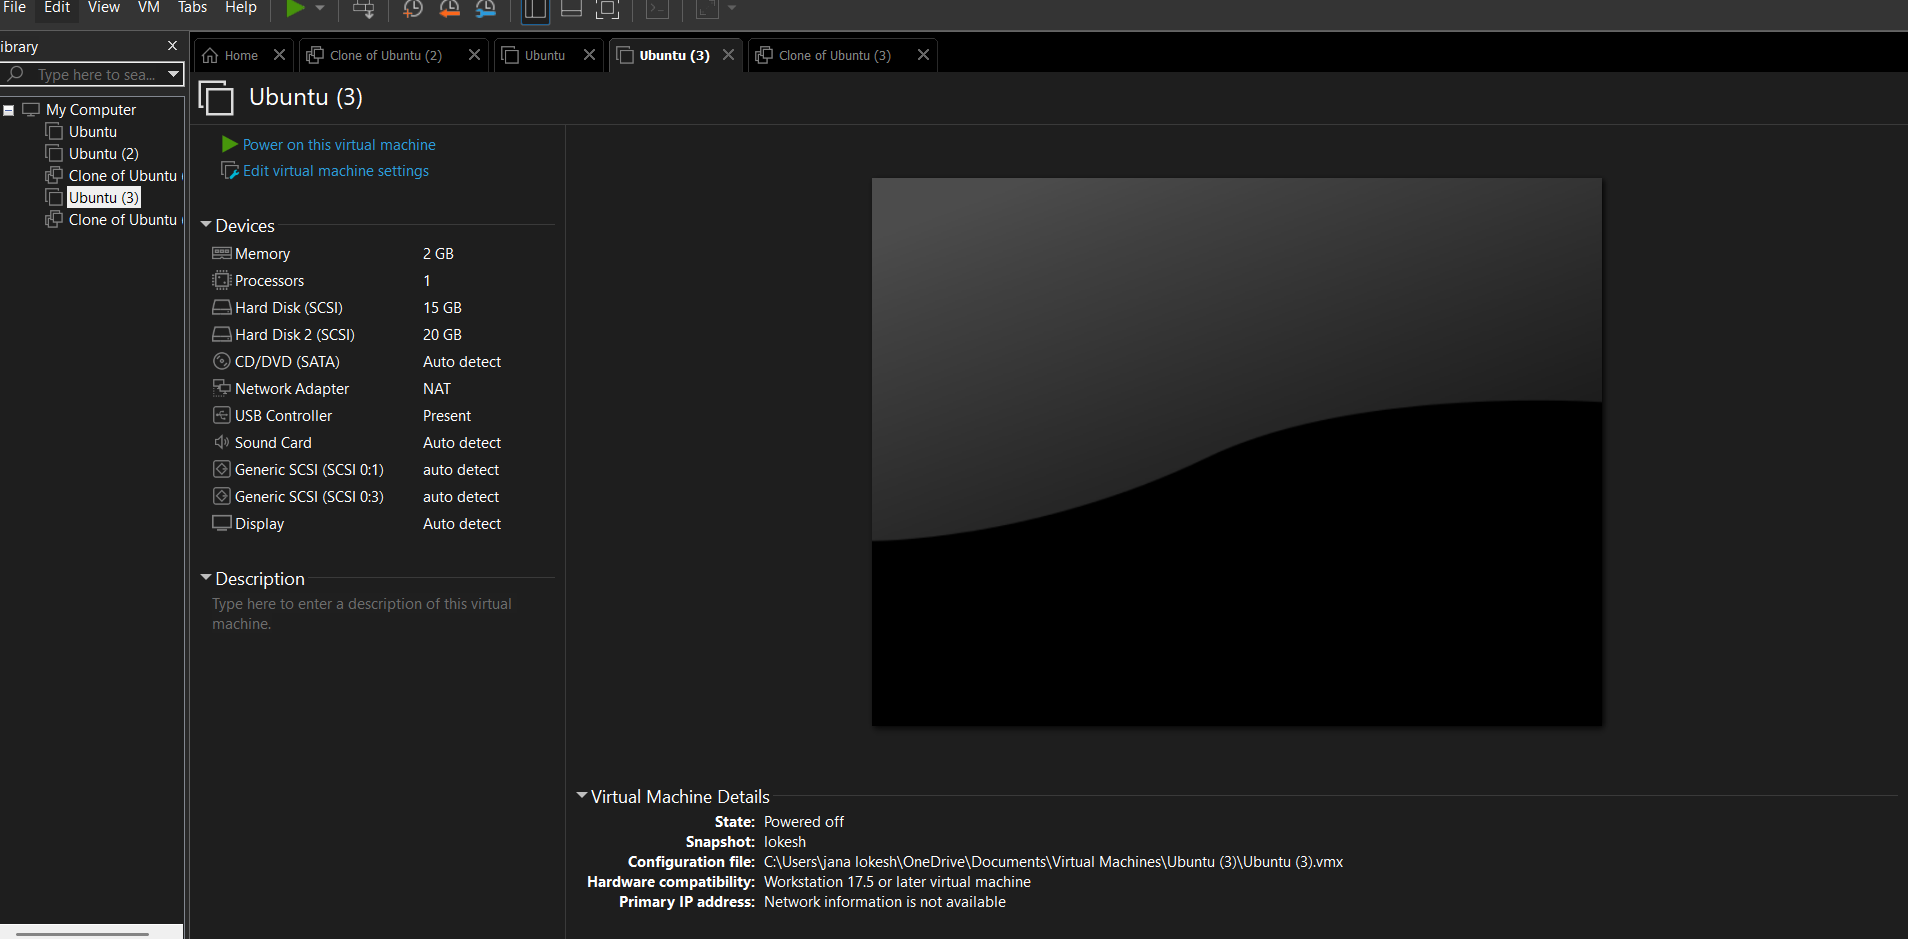 File Edit View VM Tabs Help
ibrary
Type here to sea...
My Computer
Ubuntu
Ubuntu (2)
Clone of Ubuntu (
Ubuntu (3)
Clone of Ubuntu (
Home Clone of Ubuntu (2) Ubuntu Ubuntu (3) Clone of Ubuntu (3)
Ubuntu (3)
Power on this virtual machine
Edit virtual machine settings
Devices
Memory 2 GB
Processors 1
Hard Disk (SCSI) 15 GB
Hard Disk 2 (SCSI) 20 GB
CD/DVD (SATA) Auto detect
Network Adapter NAT
USB Controller Present
Sound Card Auto detect
Generic SCSI (SCSI 0:1) auto detect
Generic SCSI (SCSI 0:3) auto detect
Display Auto detect
Description
Type here to enter a description of this virtual
machine.
Virtual Machine Details
State: Powered off
Snapshot: lokesh
Configuration file: C:\Users\jana lokesh\OneDrive\Documents\Virtual Machines\Ubuntu (3)\Ubuntu (3).vmx
Hardware compatibility: Workstation 17.5 or later virtual machine
Primary IP address: Network information is not available